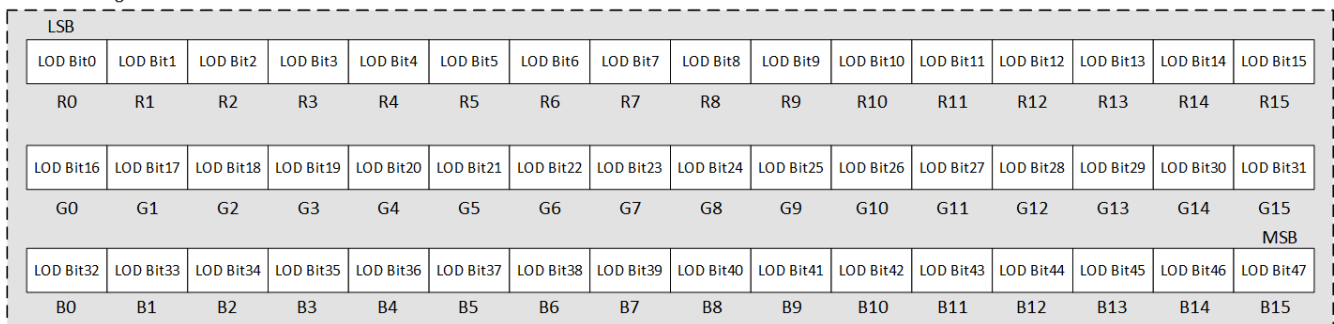 LSB
LOD Bit0 LOD Bit1 LOD Bit2 LOD Bit3 LOD Bit4 LOD Bit5 LOD Bit6 LOD Bit7 LOD Bit8 LOD Bit9 LOD Bit10 LOD Bit11 LOD Bit12 LOD Bit13 LOD Bit14 LOD Bit15
R0 R1 R2 R3 R4 R5 R6 R7 R8 R9 R10 R11 R12 R13 R14 R15
LOD Bit16 LOD Bit17 LOD Bit18 LOD Bit19 LOD Bit20 LOD Bit21 LOD Bit22 LOD Bit23 LOD Bit24 LOD Bit25 LOD Bit26 LOD Bit27 LOD Bit28 LOD Bit29 LOD Bit30 LOD Bit31
G0 G1 G2 G3 G4 G5 G6 G7 G8 G9 G10 G11 G12 G13 G14 G15
MSB
LOD Bit32 LOD Bit33 LOD Bit34 LOD Bit35 LOD Bit36 LOD Bit37 LOD Bit38 LOD Bit39 LOD Bit40 LOD Bit41 LOD Bit42 LOD Bit43 LOD Bit44 LOD Bit45 LOD Bit46 LOD Bit47
B0 B1 B2 B3 B4 B5 B6 B7 B8 B9 B10 B11 B12 B13 B14 B15